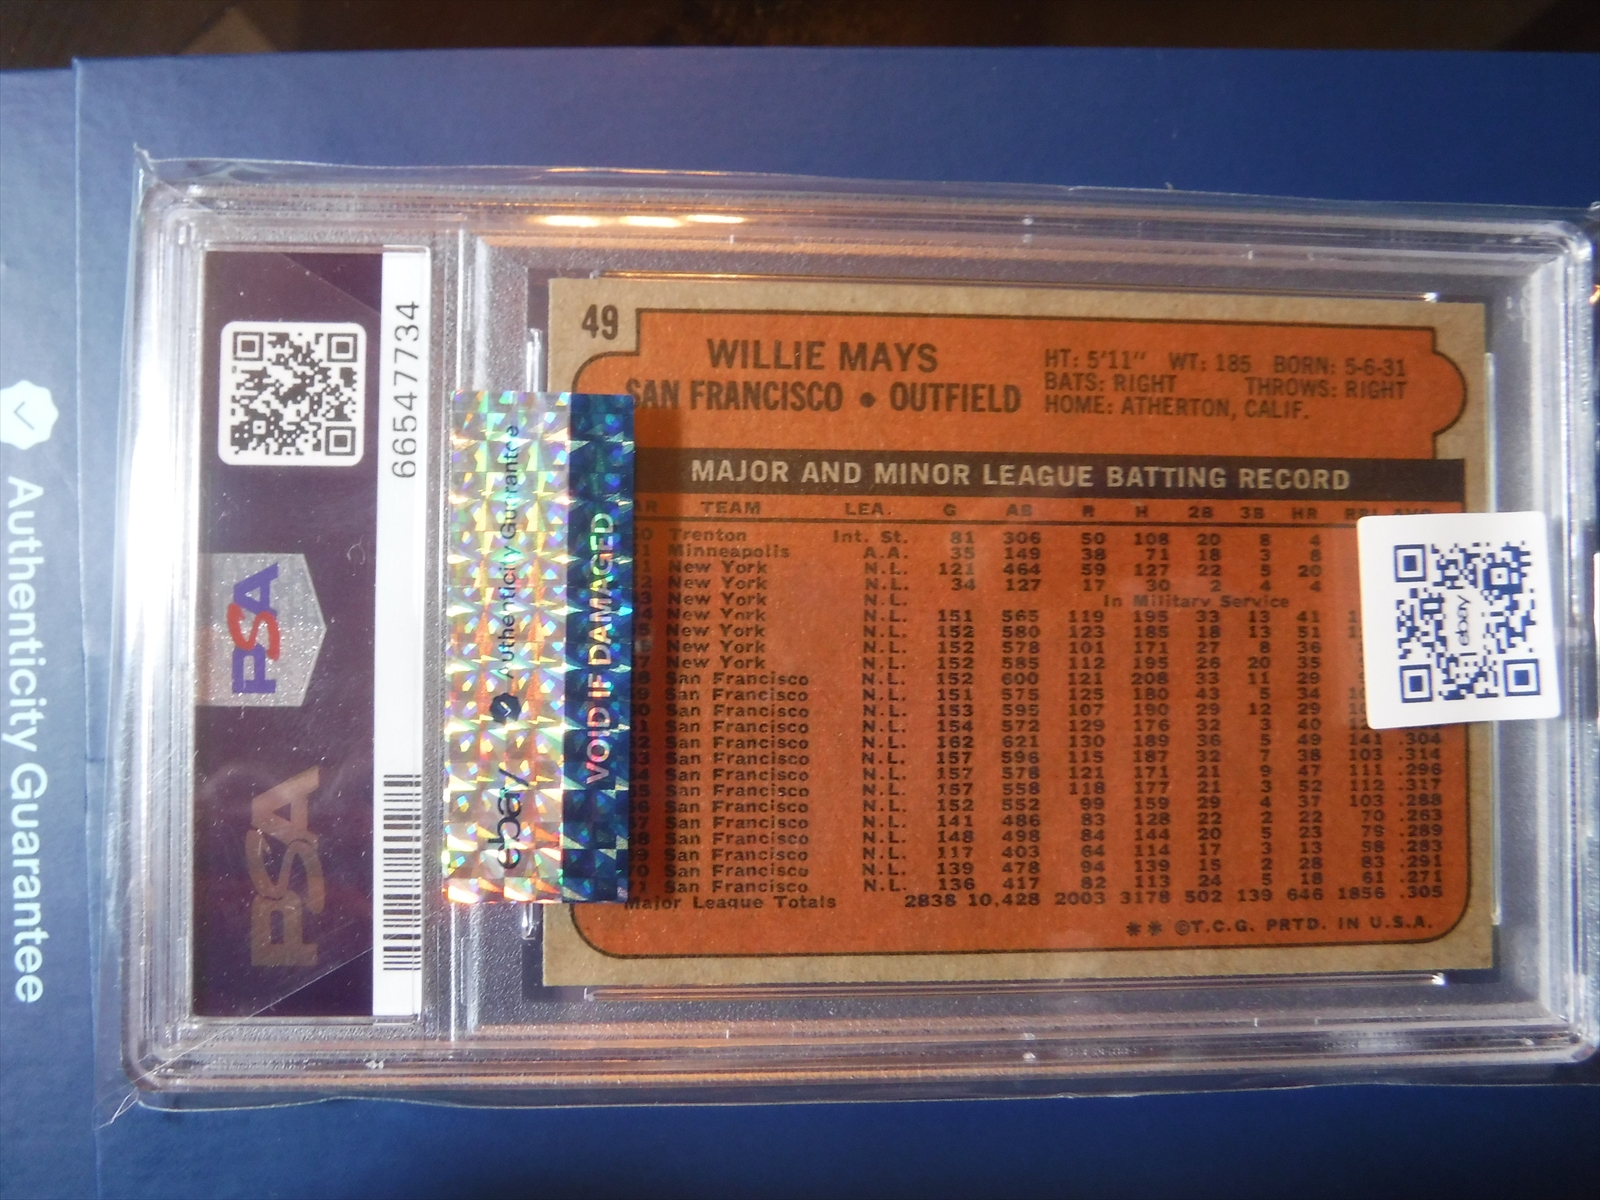 Authenticity Guarantee
66547734
PSA
PSA
ebay Authenticity Guarantee
VOID IF DAMAGED
49
WILLIE MAYS
SAN FRANCISCO • OUTFIELD
HT: 5'11" WT: 185 BORN: 5-6-31
BATS: RIGHT THROWS: RIGHT
HOME: ATHERTON, CALIF.
MAJOR AND MINOR LEAGUE BATTING RECORD
TEAM LEA. G AB R H 2B 3B HR RBI AVG
Trenton Int. St. 81 306 50 108 20 8 4
Minneapolis A.A. 35 149 38 71 18 3 8
New York N.L. 121 464 59 127 22 5 20
New York N.L. 34 127 17 30 2 4 4
New York N.L. In Military Service
New York N.L. 151 565 119 195 33 13 41
New York N.L. 152 580 123 185 18 13 51
New York N.L. 152 578 101 171 27 8 36
New York N.L. 152 585 112 195 26 20 35
San Francisco N.L. 152 600 121 208 33 11 29
San Francisco N.L. 151 575 125 180 43 5 34
San Francisco N.L. 153 595 107 190 29 12 29
San Francisco N.L. 154 572 129 176 32 3 40
San Francisco N.L. 162 621 130 189 36 5 49 141 .304
San Francisco N.L. 157 596 115 187 32 7 38 103 .314
San Francisco N.L. 157 578 121 171 21 9 47 111 .296
San Francisco N.L. 157 558 118 177 21 3 52 112 .317
San Francisco N.L. 152 552 99 159 29 4 37 103 .288
San Francisco N.L. 141 486 83 128 22 2 22 70 .263
San Francisco N.L. 148 498 84 144 20 5 23 79 .289
San Francisco N.L. 117 403 64 114 17 3 13 58 .283
San Francisco N.L. 139 478 94 139 15 2 28 83 .291
San Francisco N.L. 136 417 82 113 24 5 18 61 .271
Major League Totals 2838 10,428 2003 3178 502 139 646 1856 .305
** ©T.C.G. PRTD. IN U.S.A.
ebay